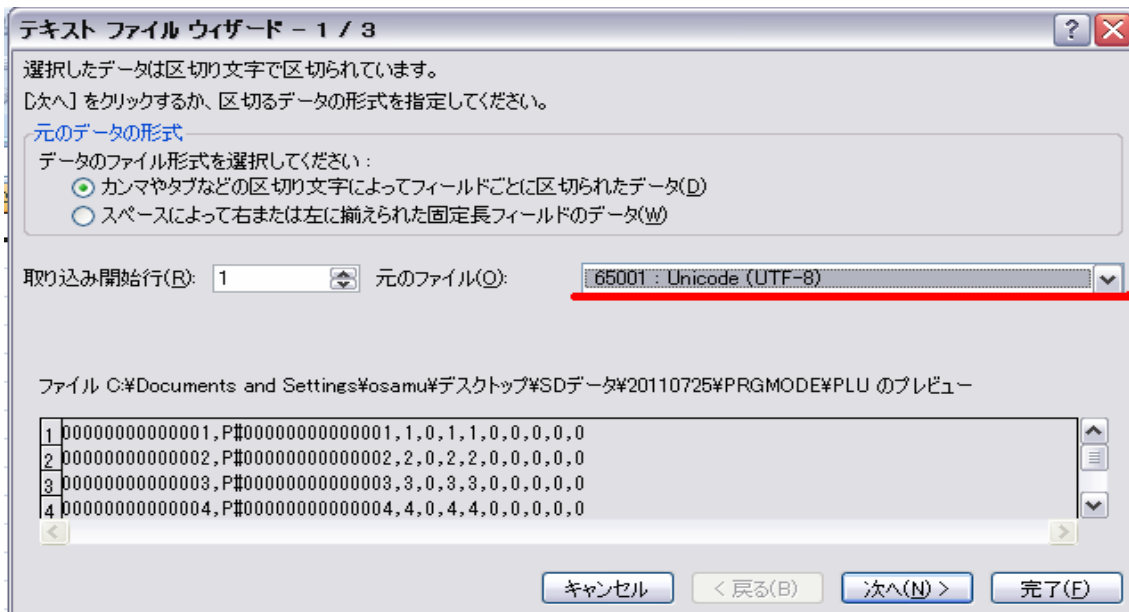 テキスト ファイル ウィザード - 1 / 3
選択したデータは区切り文字で区切られています。
[次へ] をクリックするか、区切るデータの形式を指定してください。
元のデータの形式
データのファイル形式を選択してください：
カンマやタブなどの区切り文字によってフィールドごとに区切られたデータ(D)
スペースによって右または左に揃えられた固定長フィールドのデータ(W)
取り込み開始行(R): 1 元のファイル(O): 65001 : Unicode (UTF-8)
ファイル C:¥Documents and Settings¥osamu¥デスクトップ¥SDデータ¥20110725¥PRGMODE¥PLU のプレビュー
1 00000000000001,P#00000000000001,1,0,1,1,0,0,0,0,0
2 00000000000002,P#00000000000002,2,0,2,2,0,0,0,0,0
3 00000000000003,P#00000000000003,3,0,3,3,0,0,0,0,0
4 00000000000004,P#00000000000004,4,0,4,4,0,0,0,0,0
キャンセル < 戻る(B) 次へ(N) > 完了(F)